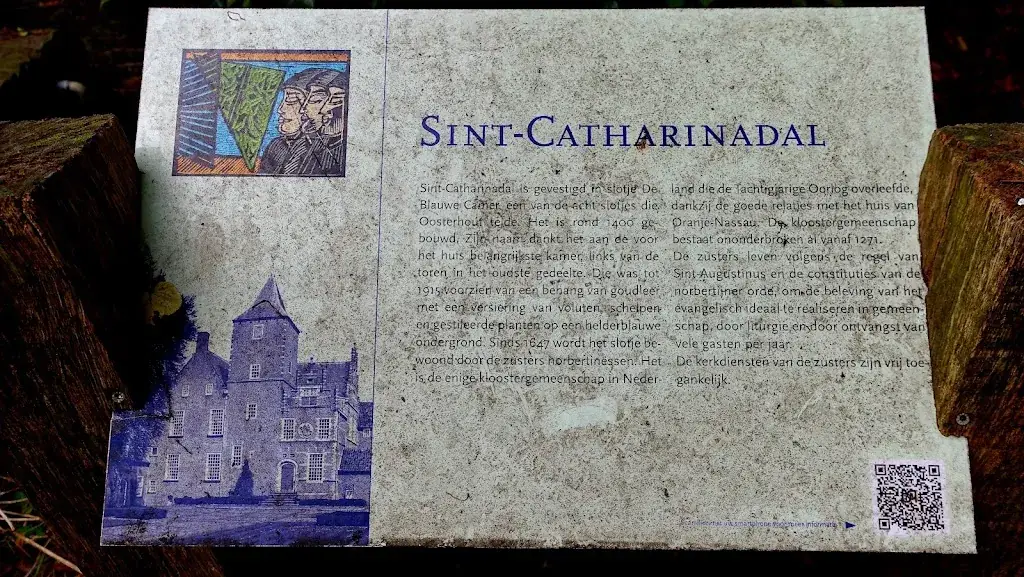 SINT-CATHARINADAL
Sint-Catharinadal is gevestigd in slotje De
Blauwe Camer, een van de acht slotjes die
Oosterhout telde. Het is rond 1400 ge-
bouwd, zijn naam dankt het aan de voor
het huis belangrijkste kamer, links van de
toren in het oudste gedeelte. Die was tot
1915 voorzien van een behang van goudleer
met een versiering van voluten, schelpen
en gestileerde planten op een helderblauwe
ondergrond. Sinds 1647 wordt het slotje be-
woond door de zusters norbertinessen. Het
is de enige kloostergemeenschap in Neder-
land die de Tachtigjarige Oorlog overleefde,
dankzij de goede relaties met het huis van
Oranje-Nassau. De kloostergemeenschap
bestaat ononderbroken al vanaf 1271.
De zusters leven volgens de regel van
Sint Augustinus en de constituties van de
norbertijner orde, om de beleving van het
evangelisch ideaal te realiseren in gemeen-
schap, door liturgie en door ontvangst van
vele gasten per jaar.
De kerkdiensten van de zusters zijn vrij toe-
gankelijk.